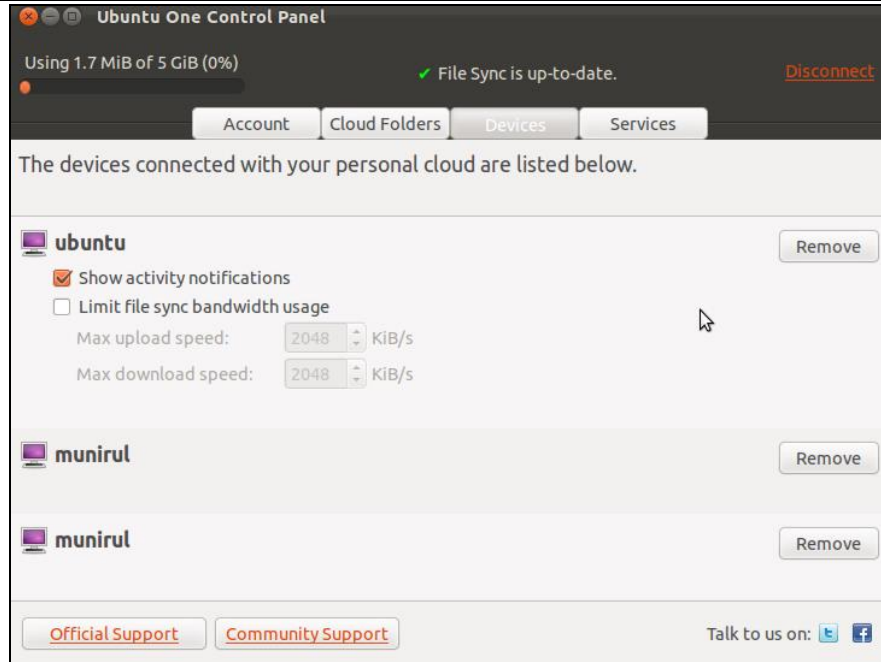 Ubuntu One Control Panel
Using 1.7 MiB of 5 GiB (0%)
✔ File Sync is up-to-date.
Disconnect
Account Cloud Folders Devices Services
The devices connected with your personal cloud are listed below.
ubuntu Remove
Show activity notifications
Limit file sync bandwidth usage
Max upload speed: 2048 KiB/s
Max download speed: 2048 KiB/s
munirul Remove
munirul Remove
Official Support Community Support Talk to us on: